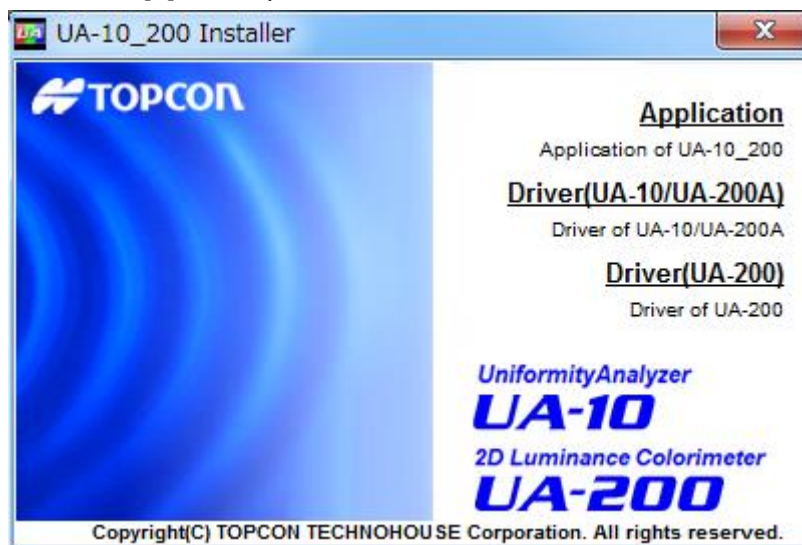 UA-10_200 Installer
TOPCON
Application
Application of UA-10_200
Driver(UA-10/UA-200A)
Driver of UA-10/UA-200A
Driver(UA-200)
Driver of UA-200
UniformityAnalyzer
UA-10
2D Luminance Colorimeter
UA-200
Copyright(C) TOPCON TECHNOHOUSE Corporation. All rights reserved.